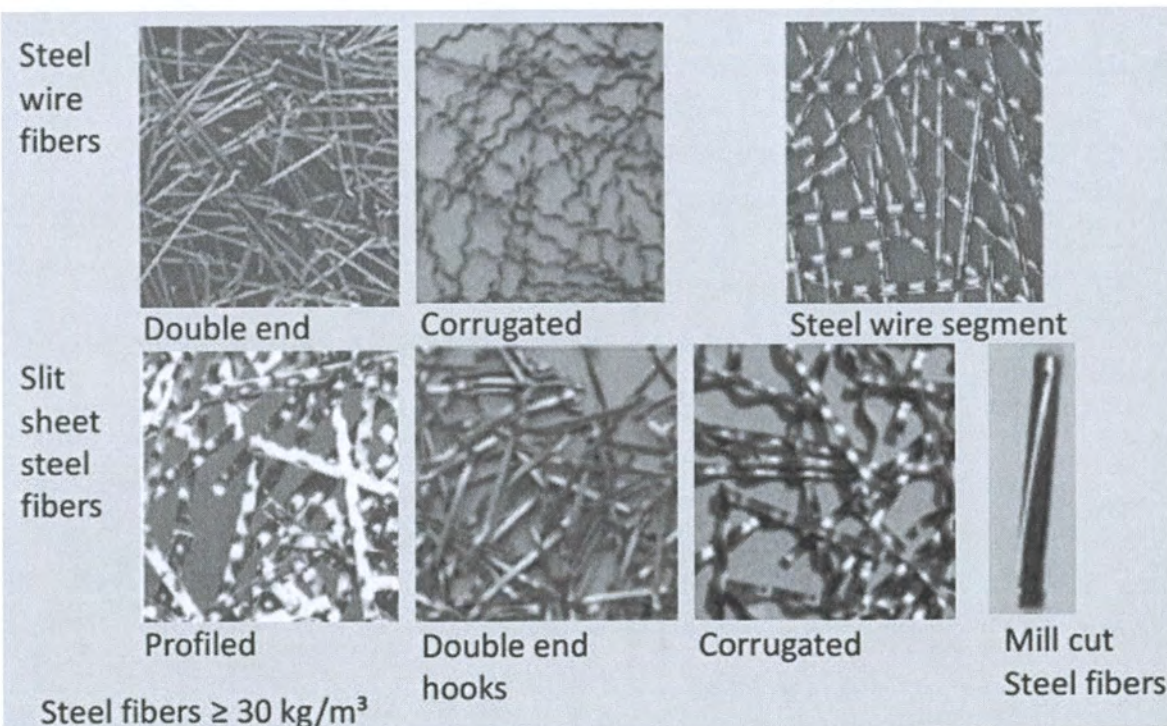 Steel
wire
fibers
Double end
Corrugated
Steel wire segment
Slit
sheet
steel
fibers
Profiled
Double end
hooks
Corrugated
Mill cut
Steel fibers
Steel fibers ≥ 30 kg/m³